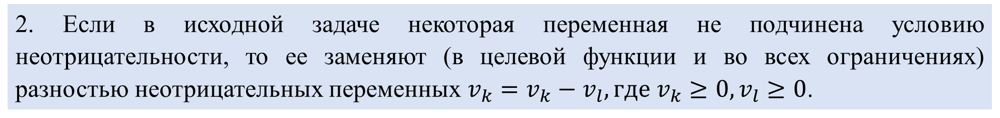 2. Если в исходной задаче некоторая переменная не подчинена условию
неотрицательности, то ее заменяют (в целевой функции и во всех ограничениях)
разностью неотрицательных переменных $v_k = v_k - v_l$, где $v_k \geq 0, v_l \geq 0$.